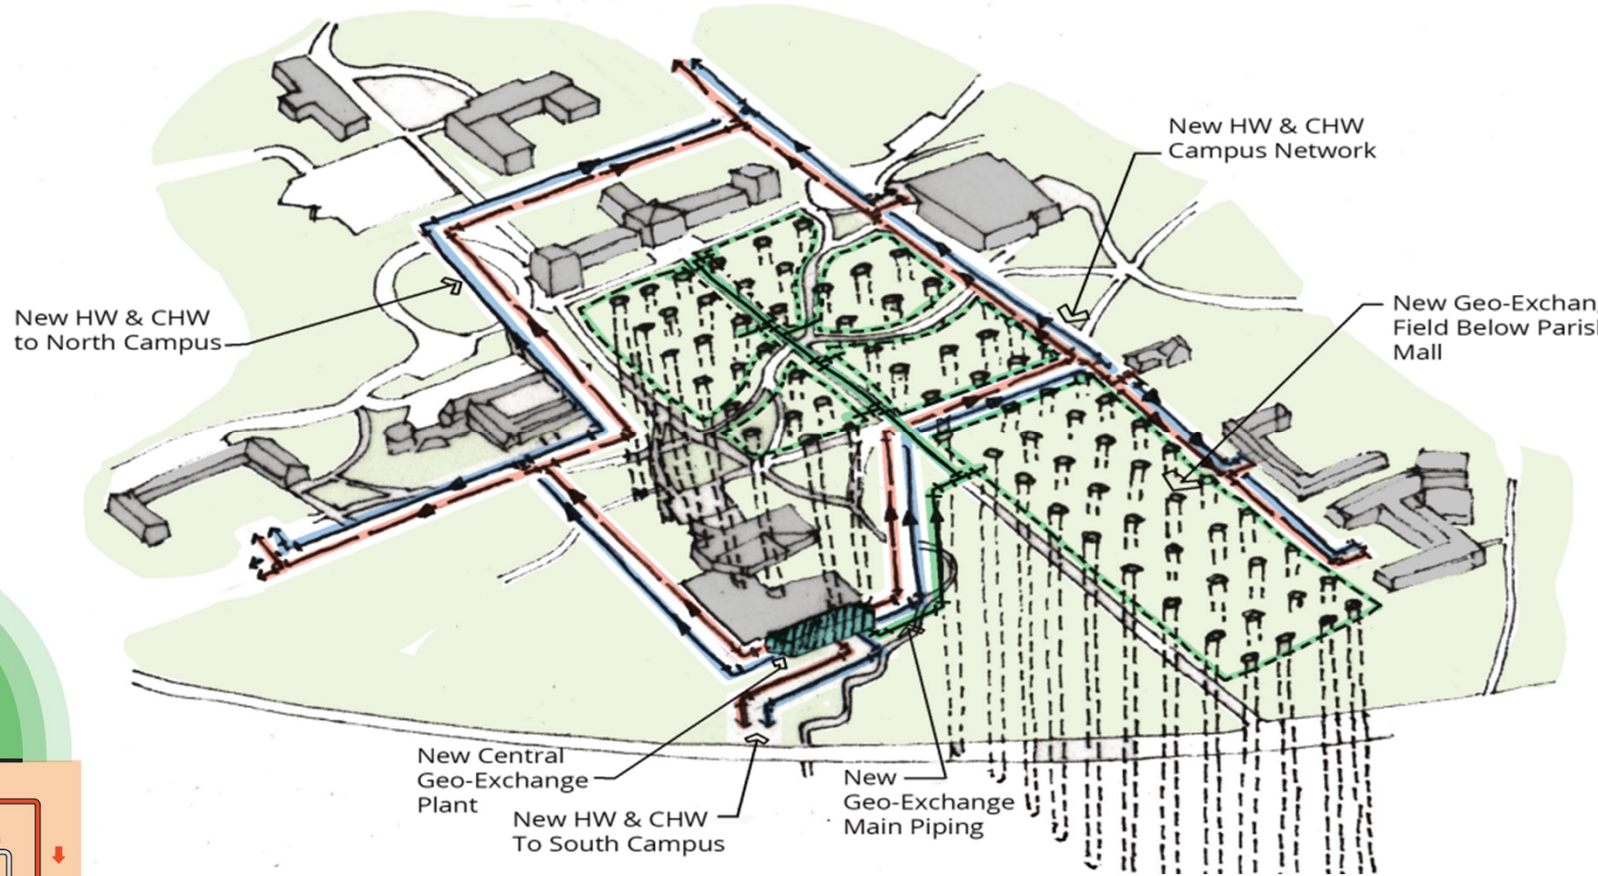 New HW & CHW
Campus Network
New HW & CHW
to North Campus
New Geo-Exchan
Field Below Paris
Mall
New Central
Geo-Exchange
Plant
New HW & CHW
To South Campus
New
Geo-Exchange
Main Piping